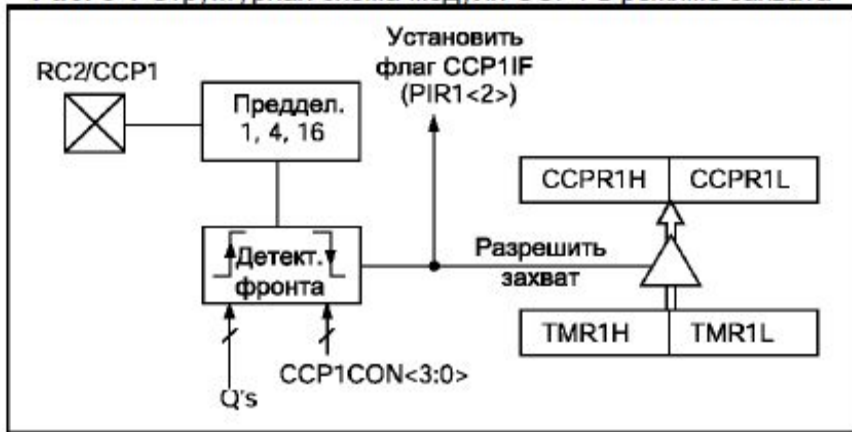 Установить
флаг CCP1IF
(PIR1<2>)
RC2/CCP1
Преддел.
1, 4, 16
CCPR1H CCPR1L
Детект.
фронта
Разрешить
захват
TMR1H TMR1L
CCP1CON<3:0>
Q's